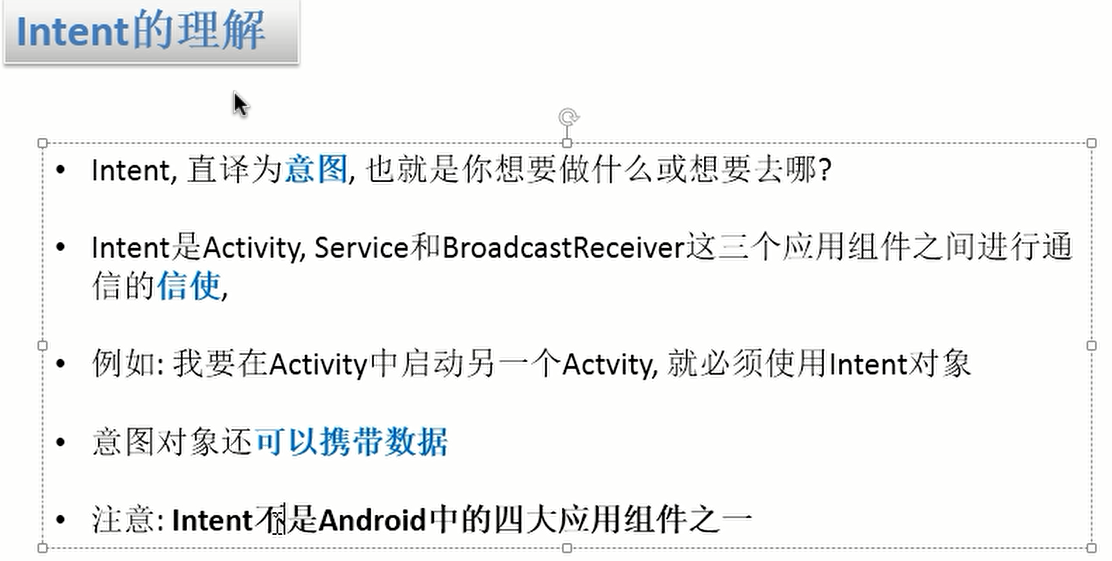 Intent的理解
• Intent, 直译为意图, 也就是你想要做什么或想要去哪?
• Intent是Activity, Service和BroadcastReceiver这三个应用组件之间进行通
信的信使,
• 例如: 我要在Activity中启动另一个Actvity, 就必须使用Intent对象
• 意图对象还可以携带数据
• 注意: Intent不是Android中的四大应用组件之一